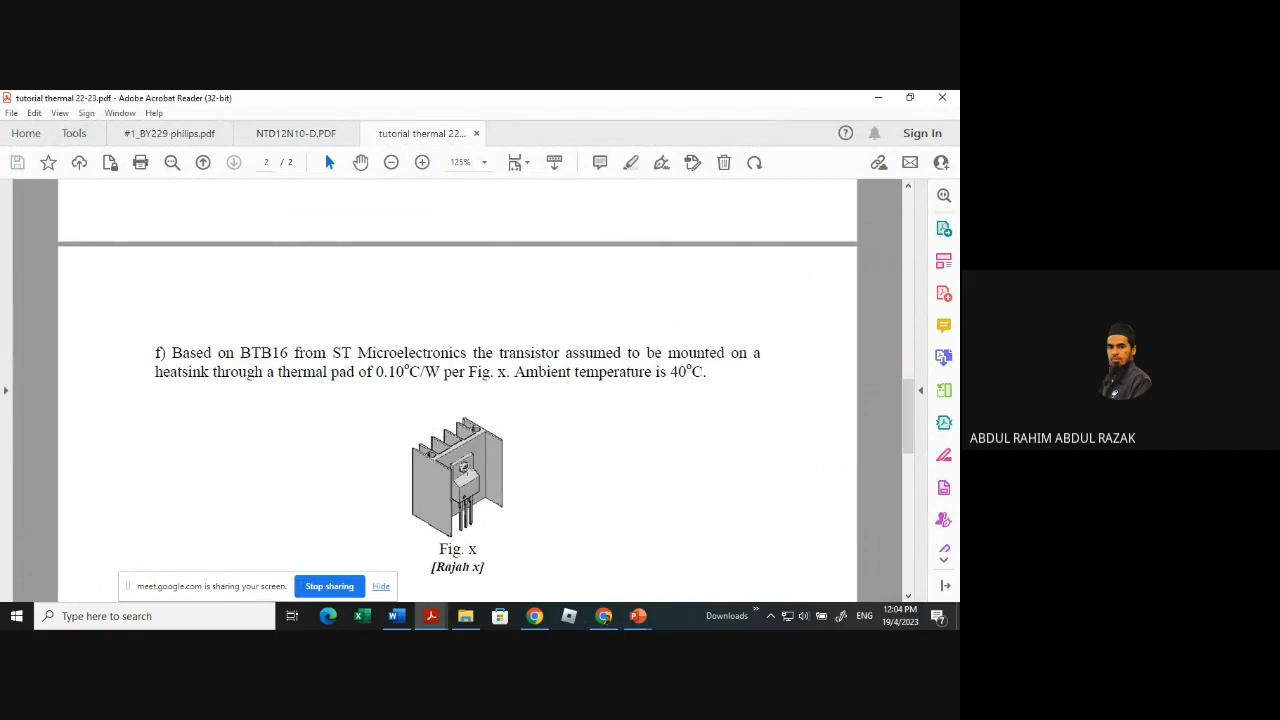 tutorial thermal 22-23.pdf - Adobe Acrobat Reader (32-bit)
File Edit View Sign Window Help
Home Tools #1_BY229 philips.pdf NTD12N10-D.PDF tutorial thermal 22... × Sign In
2 / 2 125%
f) Based on BTB16 from ST Microelectronics the transistor assumed to be mounted on a
heatsink through a thermal pad of 0.10°C/W per Fig. x. Ambient temperature is 40°C.
Fig. x
[Rajah x]
meet.google.com is sharing your screen. Stop sharing Hide
ABDUL RAHIM ABDUL RAZAK
Type here to search Downloads » ENG 12:04 PM
19/4/2023